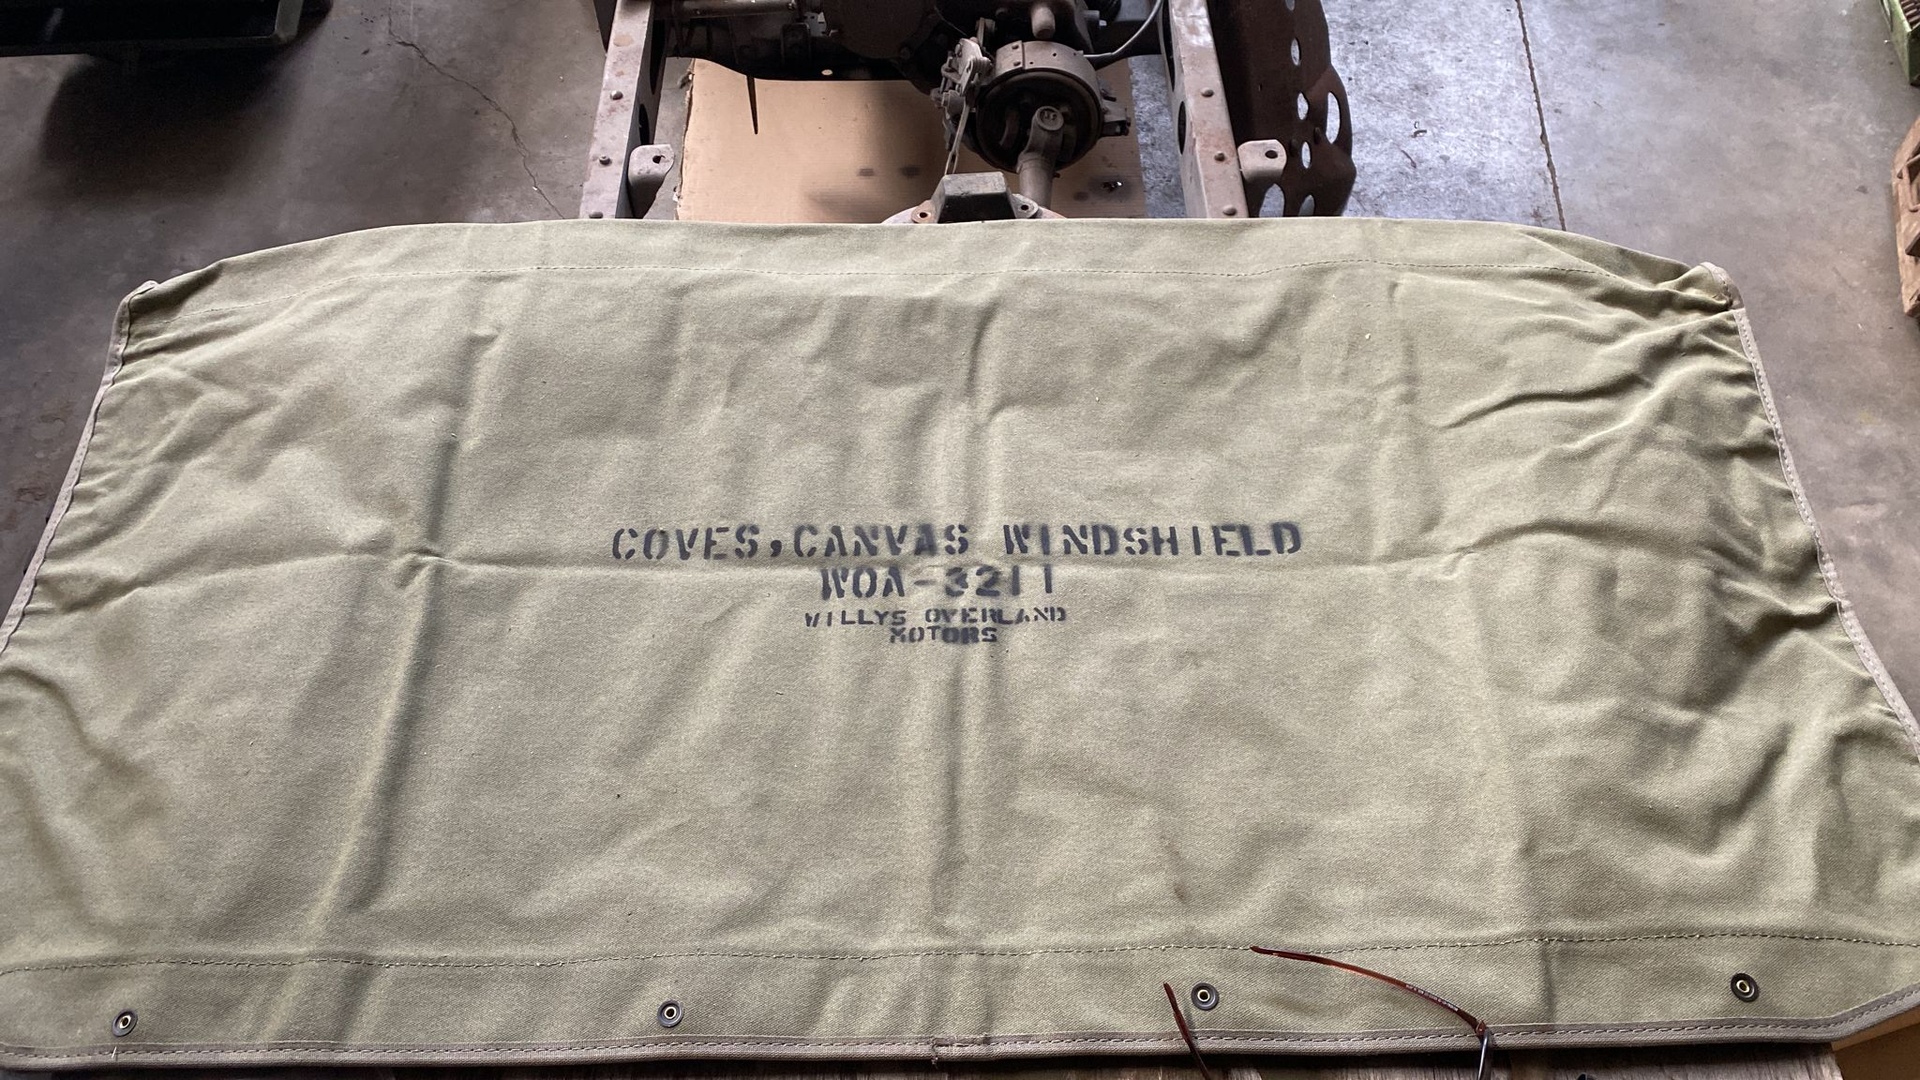 COVES,CANVAS WINDSHIELD
WOA-3211
WILLYS OVERLAND
MOTORS